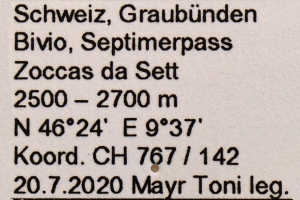 Schweiz, Graubünden
Bivio, Septimerpass
Zoccas da Sett
2500 – 2700 m
N 46°24' E 9°37'
Koord. CH 767 / 142
20.7.2020 Mayr Toni leg.